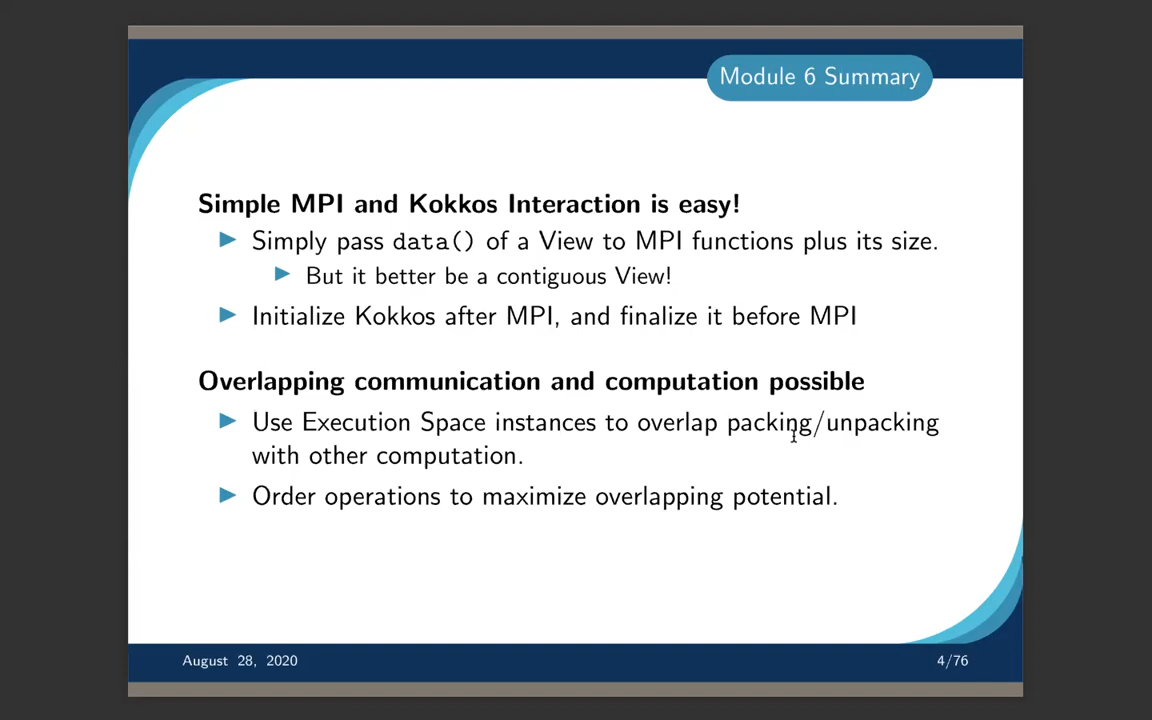 Module 6 Summary
Simple MPI and Kokkos Interaction is easy!
Simply pass data() of a View to MPI functions plus its size.
But it better be a contiguous View!
Initialize Kokkos after MPI, and finalize it before MPI
Overlapping communication and computation possible
Use Execution Space instances to overlap packing/unpacking
with other computation.
Order operations to maximize overlapping potential.
August 28, 2020
4/76